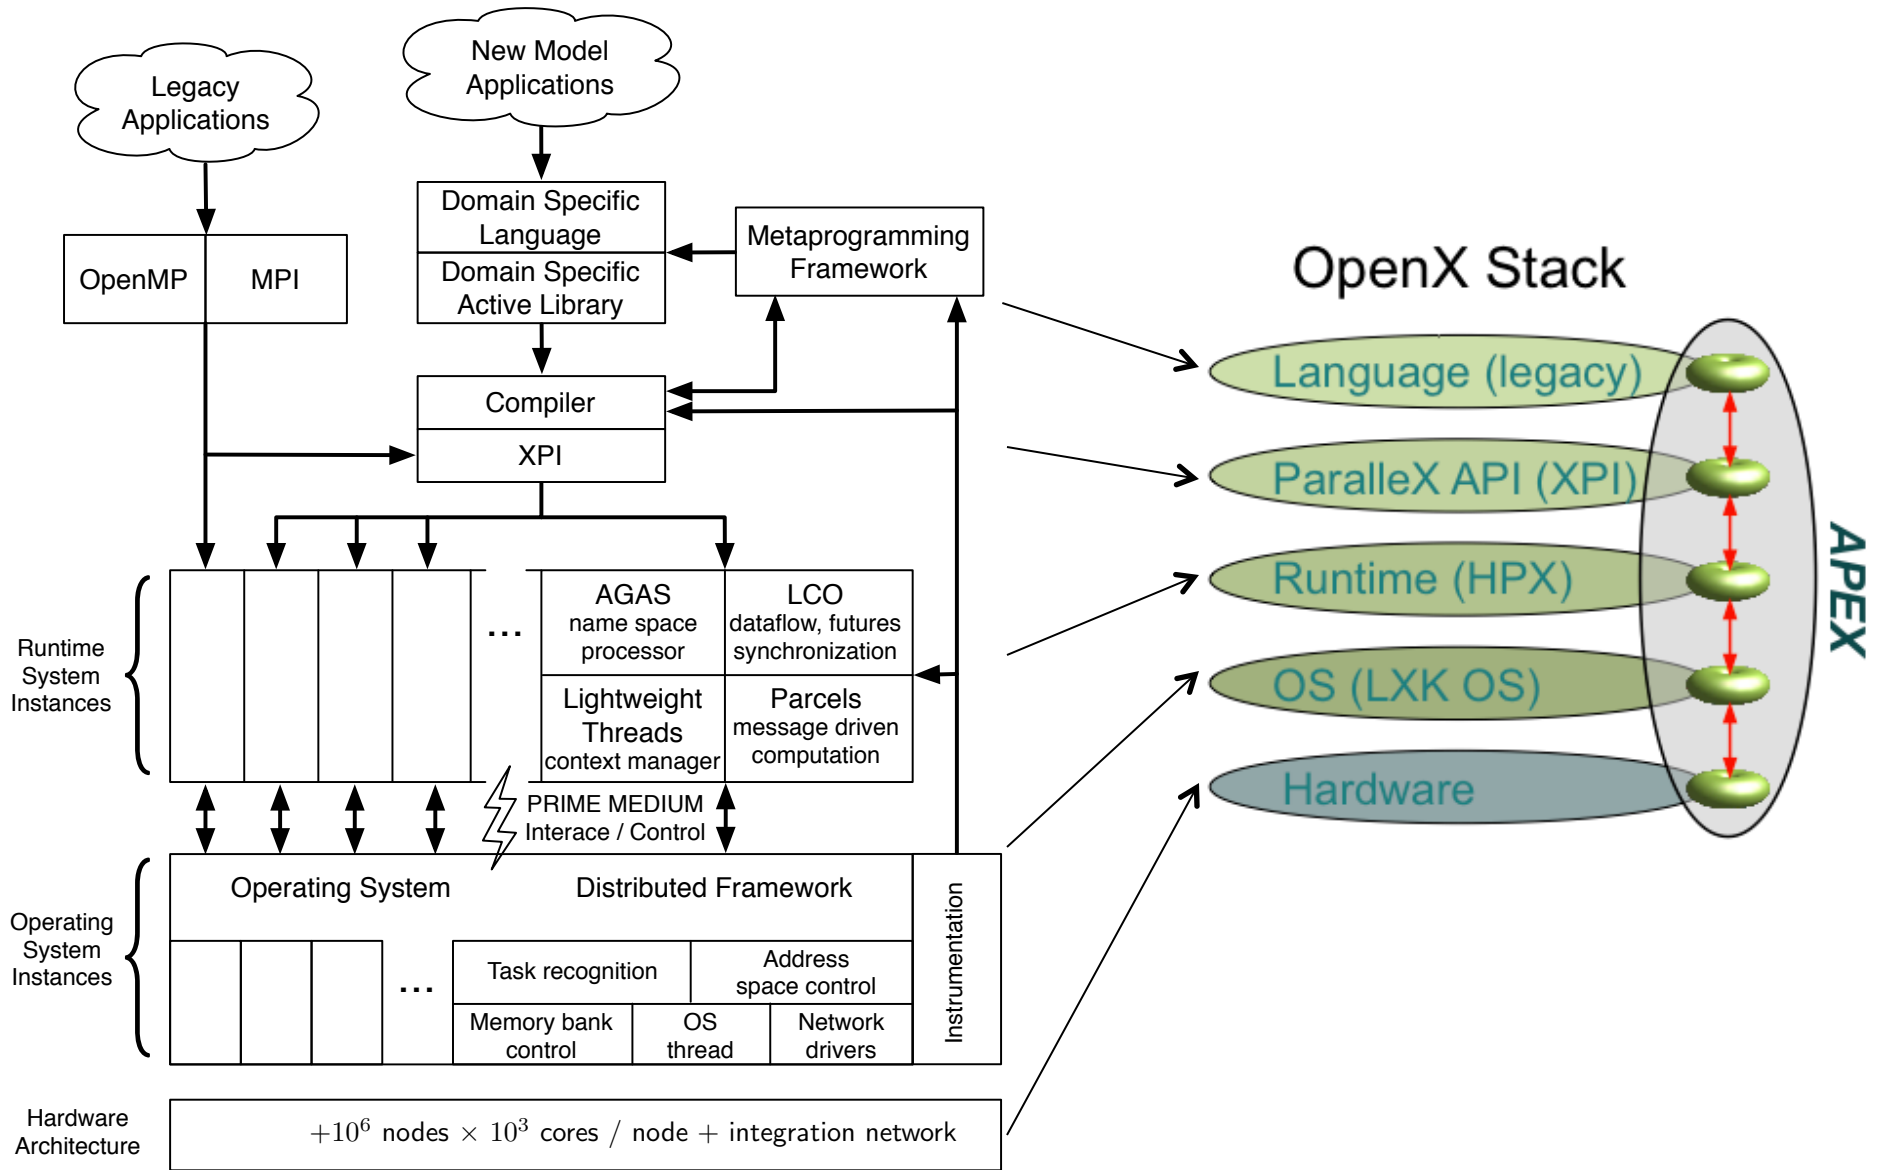 New Model
Applications
Legacy
Applications
Domain Specific
Language
Domain Specific
Active Library
Metaprogramming
Framework
OpenMP
MPI
Compiler
XPI
Runtime
System
Instances
...
AGAS
name space
processor
LCO
dataflow, futures
synchronization
Lightweight
Threads
context manager
Parcels
message driven
computation
PRIME MEDIUM
Interace / Control
Operating
System
Instances
Operating System
Distributed Framework
...
Task recognition
Address
space control
Memory bank
control
OS
thread
Network
drivers
Instrumentation
Hardware
Architecture
+10⁶ nodes × 10³ cores / node + integration network
OpenX Stack
Language (legacy)
ParalleX API (XPI)
Runtime (HPX)
OS (LXK OS)
Hardware
APEX